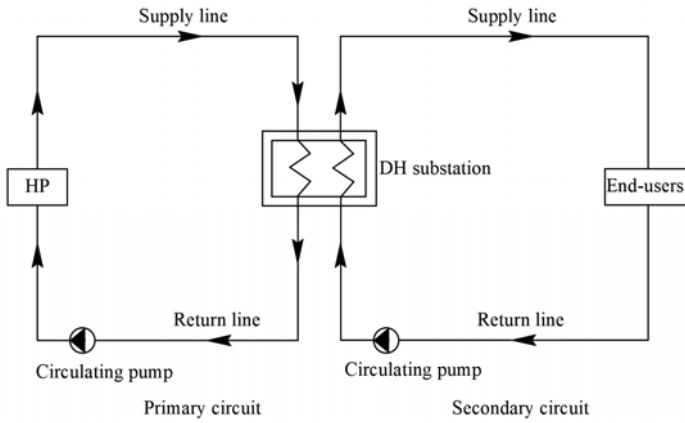 Supply line
Supply line
HP
DH substation
End-users
Return line
Return line
Circulating pump
Circulating pump
Primary circuit
Secondary circuit